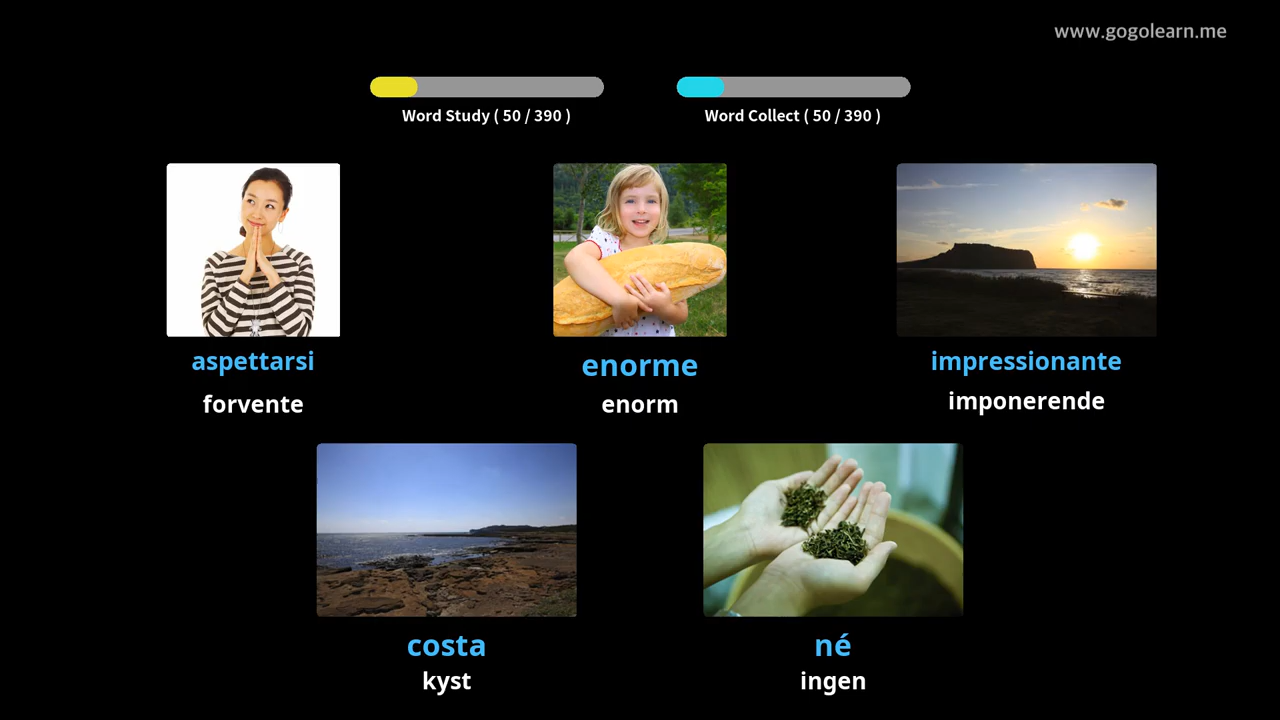 www.gogolearn.me
Word Study ( 50 / 390 )
Word Collect ( 50 / 390 )
aspettarsi
forvente
enorme
enorm
impressionante
imponerende
costa
kyst
né
ingen